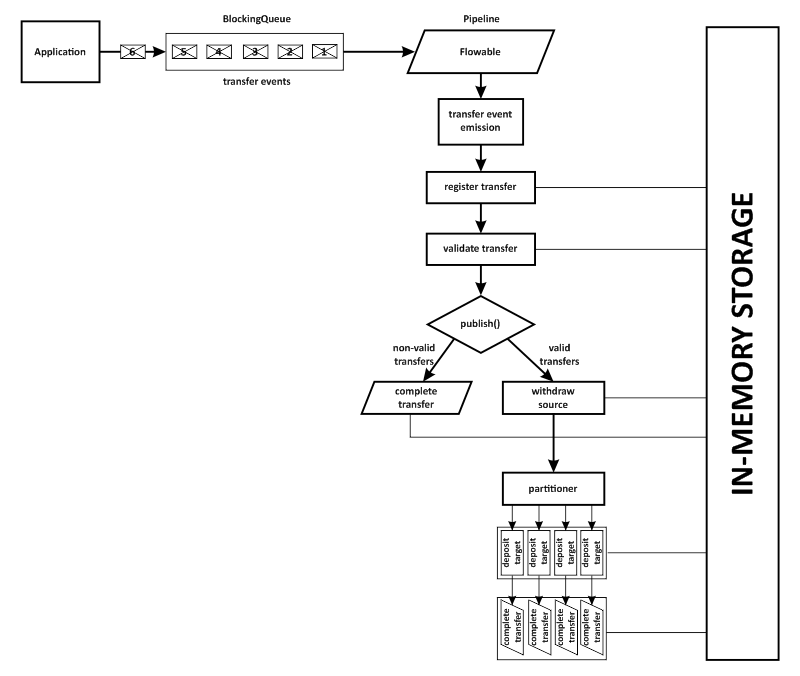 BlockingQueue
Pipeline
Application
6
5
4
3
2
1
Flowable
transfer events
transfer event
emission
register transfer
validate transfer
publish()
non-valid
transfers
valid
transfers
complete
transfer
withdraw
source
partitioner
deposit
target
deposit
target
deposit
target
deposit
target
complete
transfer
complete
transfer
complete
transfer
complete
transfer
IN-MEMORY STORAGE